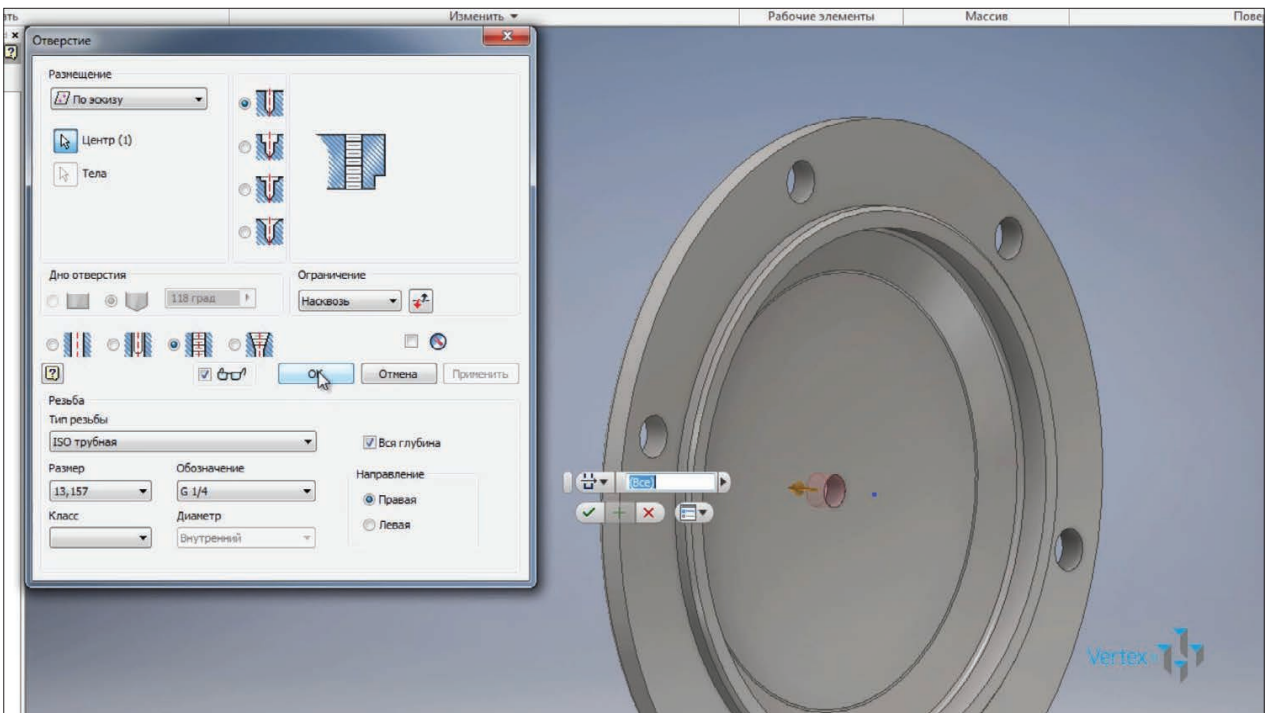 Изменить
Рабочие элементы
Массив
Отверстие
Размещение
По эскизу
Центр (1)
Тела
Дно отверстия
118 град
Ограничение
Насквозь
OK
Отмена
Применить
Резьба
Тип резьбы
ISO трубная
Вся глубина
Размер
Обозначение
13,157
G 1/4
Класс
Диаметр
Внутренний
Направление
Правая
Левая
(Все)
Vertex